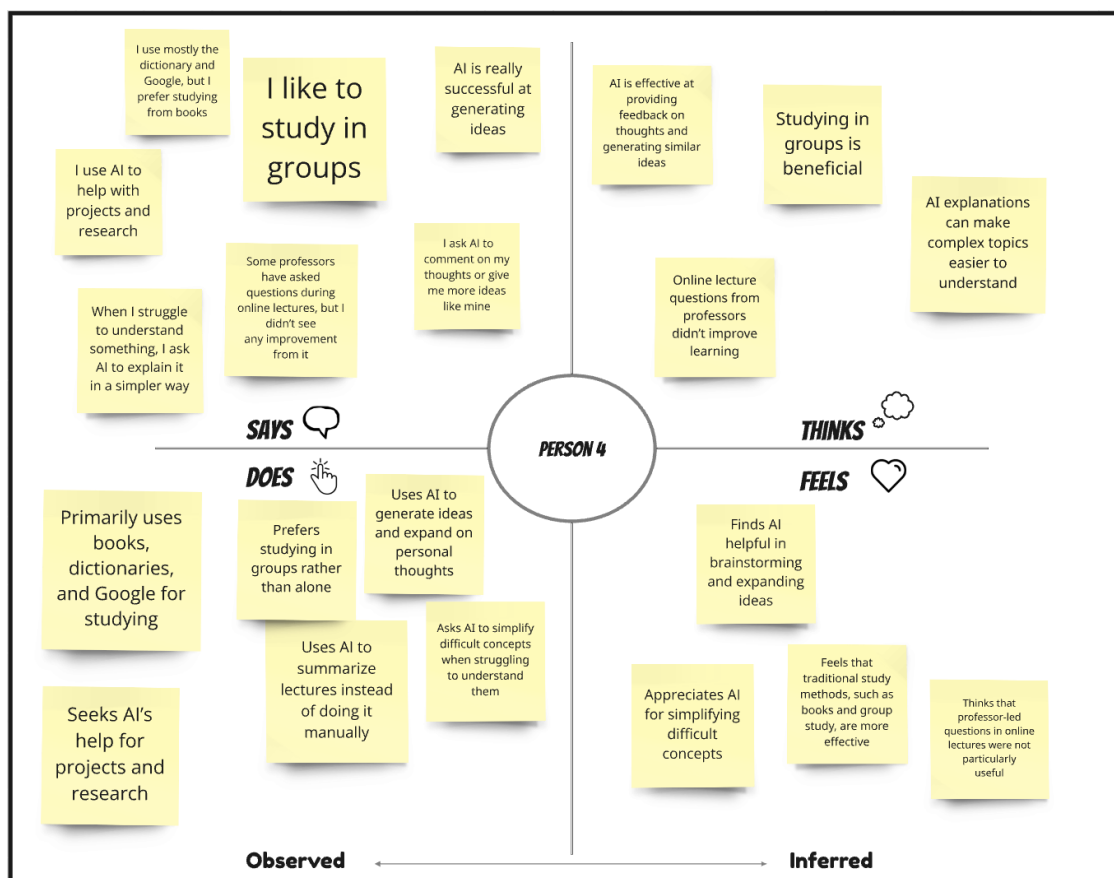 I use mostly the
dictionary and
Google, but I
prefer studying
from books
I like to
study in
groups
AI is really
successful at
generating
ideas
I use AI to
help with
projects and
research
Some professors
have asked
questions during
online lectures, but I
didn’t see
any improvement
from it
I ask AI to
comment on my
thoughts or give
me more ideas
like mine
When I struggle
to understand
something, I ask
AI to explain it
in a simpler way
SAYS
AI is effective at
providing
feedback on
thoughts and
generating similar
ideas
Studying in
groups is
beneficial
AI explanations
can make
complex topics
easier to
understand
Online lecture
questions from
professors
didn’t improve
learning
THINKS
PERSON 4
DOES
Primarily uses
books,
dictionaries,
and Google for
studying
Prefers
studying in
groups rather
than alone
Uses AI to
generate ideas
and expand on
personal
thoughts
Uses AI to
summarize
lectures instead
of doing it
manually
Asks AI to simplify
difficult concepts
when struggling
to understand
them
Seeks AI’s
help for
projects and
research
FEELS
Finds AI
helpful in
brainstorming
and expanding
ideas
Appreciates AI
for simplifying
difficult
concepts
Feels that
traditional study
methods, such as
books and group
study, are more
effective
Thinks that
professor-led
questions in online
lectures were not
particularly
useful
Observed
Inferred